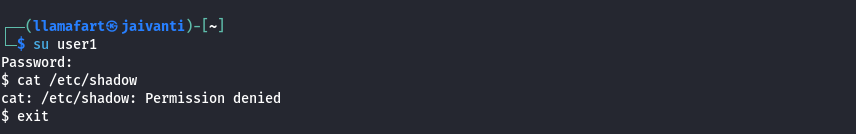 ┌──(llamafart㉿jaivanti)-[~]
└─$ su user1
Password:
$ cat /etc/shadow
cat: /etc/shadow: Permission denied
$ exit